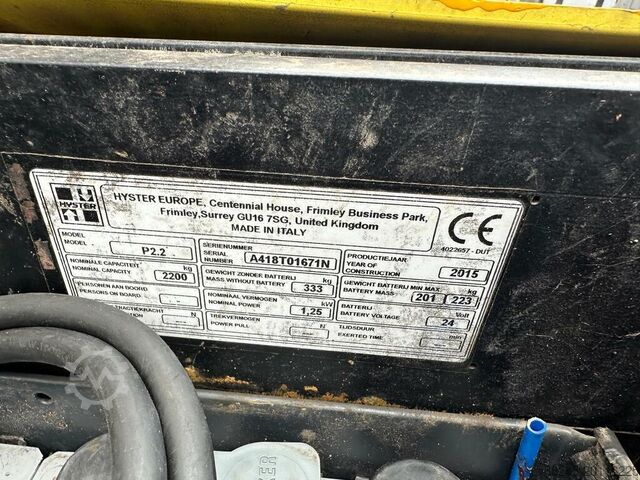 HYSTER
HYSTER EUROPE, Centennial House, Frimley Business Park,
Frimley,Surrey GU16 7SG, United Kingdom
MADE IN ITALY
CE
4022657 - DUT
MODEL
MODEL P2.2
SERIENUMMER
SERIAL NUMBER A418T01671N
PRODUCTIEJAAR
YEAR OF CONSTRUCTION 2015
NOMINALE CAPACITEIT kg
NOMINAL CAPACITY 2200
GEWICHT ZONDER BATTERIJ kg
MASS WITHOUT BATTERY 333
GEWICHT BATTERIJ MIN.MAX kg
BATTERY MASS 201 223
PERSONEN AAN BOORD
PERSONS ON BOARD
NOMINAAL VERMOGEN kW
NOMINAL POWER 1,25
BATTERIJ Volt
BATTERY VOLTAGE 24
N
TREKVERMOGEN N
POWER PULL
TIJDSDUUR min
EXERTED TIME